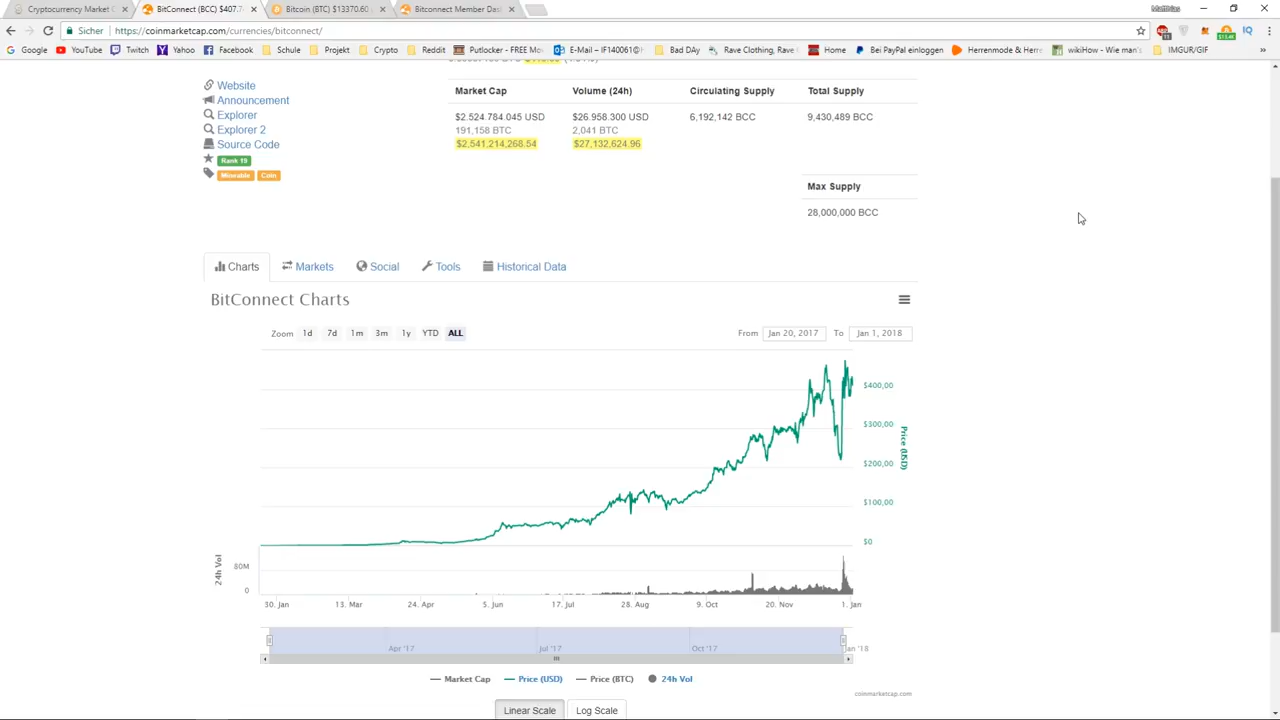 Cryptocurrency Market C
BitConnect (BCC) $407.
Bitcoin (BTC) $13370.60
Bitconnect Member Das
Sicher
https://coinmarketcap.com/currencies/bitconnect/
Google
YouTube
Twitch
Yahoo
Facebook
Schule
Projekt
Crypto
Reddit
Putlocker - FREE Mov
E-Mail – IF140061@
Bad Day
Rave Clothing, Rave
Home
Bei PayPal einloggen
Herrenmode & Herre
wikiHow - Wie man'
IMGUR/GIF
Website
Announcement
Explorer
Explorer 2
Source Code
Rank 19
Mineable Coin
Market Cap
Volume (24h)
Circulating Supply
Total Supply
$2.524.784.045 USD
$26.958.300 USD
6,192,142 BCC
9,430,489 BCC
191,158 BTC
2,041 BTC
$2,541,214,268.54
$27,132,624.96
Max Supply
28,000,000 BCC
Charts
Markets
Social
Tools
Historical Data
BitConnect Charts
Zoom 1d 7d 1m 3m 1y YTD ALL
From Jan 20, 2017 To Jan 1, 2018
$400,00
$300,00
$200,00
$100,00
$0
Price (USD)
24h Vol
80M
0
30. Jan
13. Mar
24. Apr
5. Jun
17. Jul
28. Aug
9. Oct
20. Nov
1. Jan
Apr '17
Jul '17
Oct '17
Jan '18
Market Cap
Price (USD)
Price (BTC)
24h Vol
coinmarketcap.com
Linear Scale
Log Scale